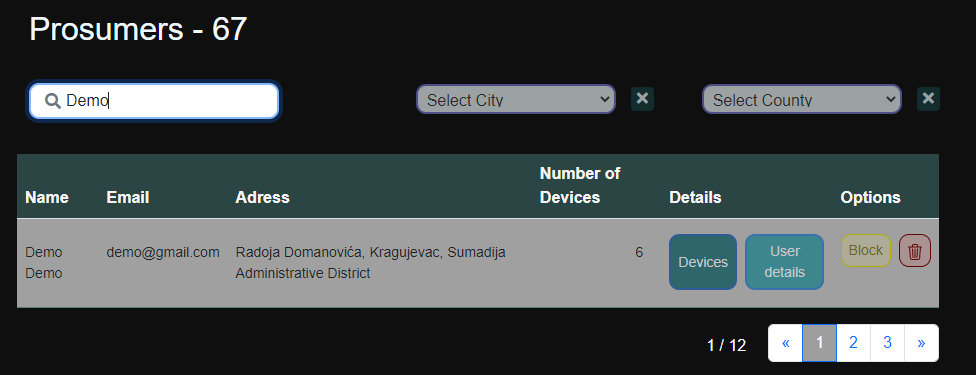 Prosumers - 67
Demo
Select City
Select County
Name Email Adress Number of Devices Details Options
Demo Demo demo@gmail.com Radoja Domanovića, Kragujevac, Sumadija Administrative District 6 Devices User details Block
1 / 12 « 1 2 3 »